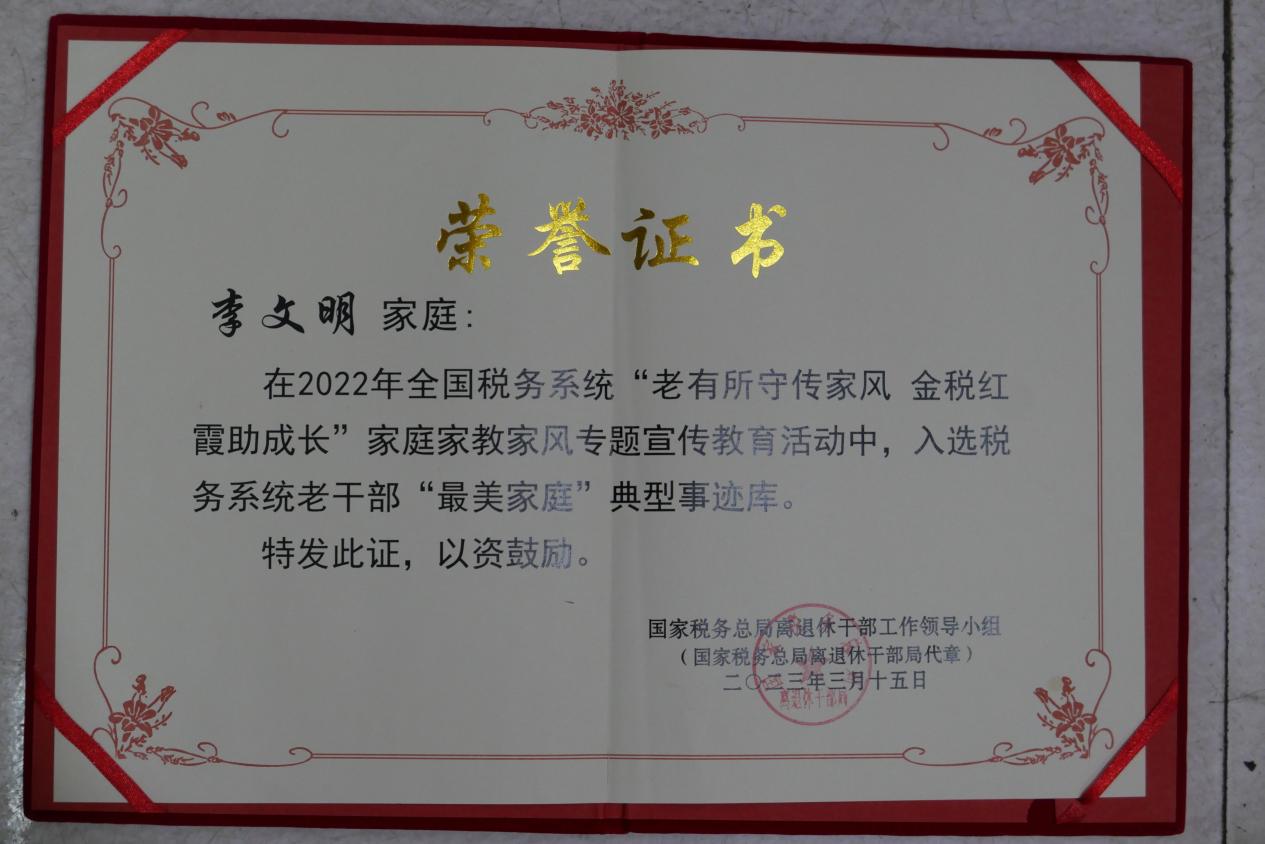 荣誉证书
李文明 家庭:
在2022年全国税务系统“老有所守传家风 金税红
霞助成长”家庭家教家风专题宣传教育活动中，入选税
务系统老干部“最美家庭”典型事迹库。
特发此证，以资鼓励。
国家税务总局离退休干部工作领导小组
（国家税务总局离退休干部局代章）
二〇二三年三月十五日
离退休干部局